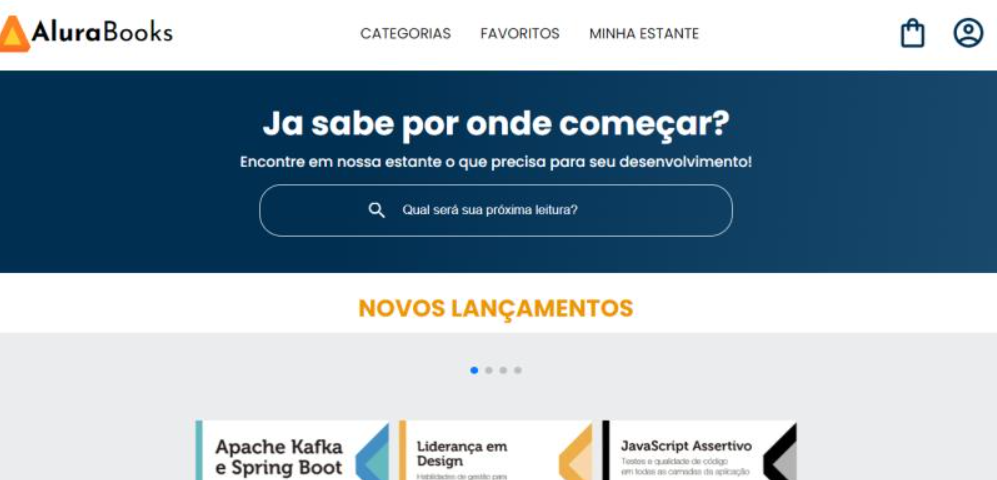 AluraBooks
CATEGORIAS FAVORITOS MINHA ESTANTE
Ja sabe por onde começar?
Encontre em nossa estante o que precisa para seu desenvolvimento!
Qual será sua próxima leitura?
NOVOS LANÇAMENTOS
Apache Kafka
e Spring Boot
Liderança em
Design
Habilidades de gestão para
JavaScript Assertivo
Testes e qualidade de código
em todas as camadas da aplicação